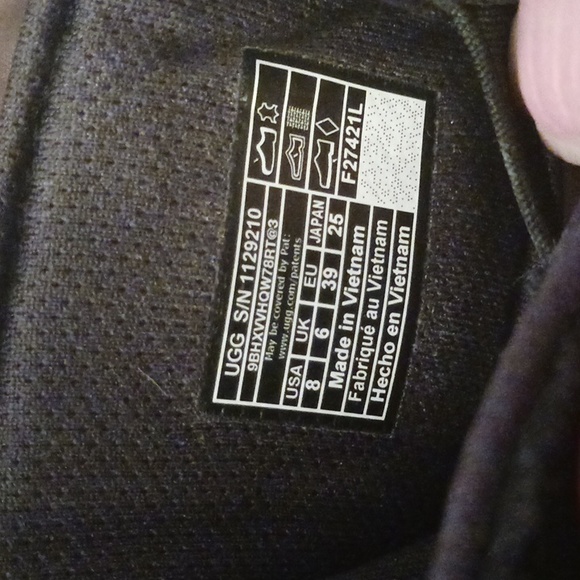 UGG S/N 1129210
9BHXVVHOW78RT@3
May be covered by Pat:
www.ugg.com/patents
USA UK EU JAPAN
8 6 39 25
Made in Vietnam
Fabriqué au Vietnam
Hecho en Vietnam
F27421L